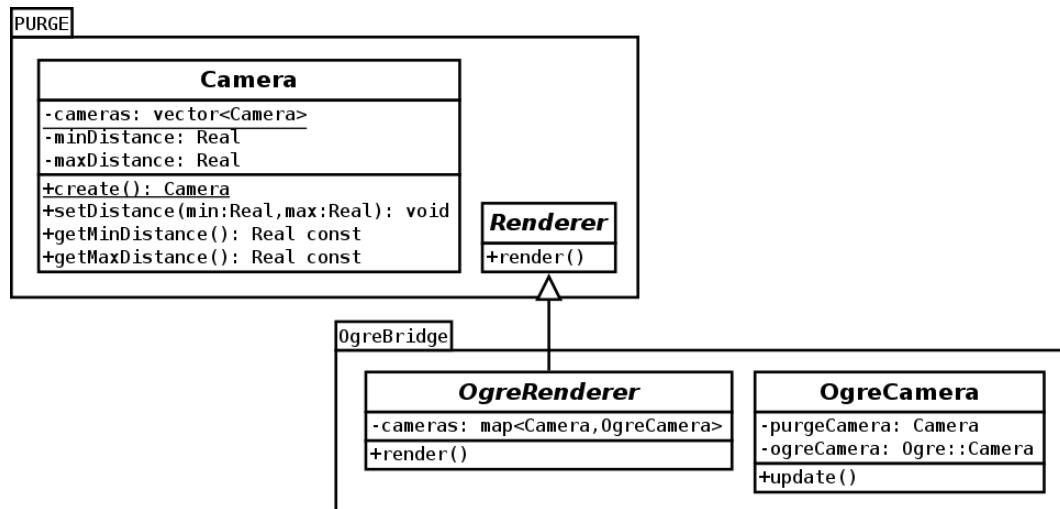 PURGE
Camera
-cameras: vector<Camera>
-minDistance: Real
-maxDistance: Real
+create(): Camera
+setDistance(min:Real,max:Real): void
+getMinDistance(): Real const
+getMaxDistance(): Real const
Renderer
+render()
OgreBridge
OgreRenderer
-cameras: map<Camera,OgreCamera>
+render()
OgreCamera
-purgeCamera: Camera
-ogreCamera: Ogre::Camera
+update()